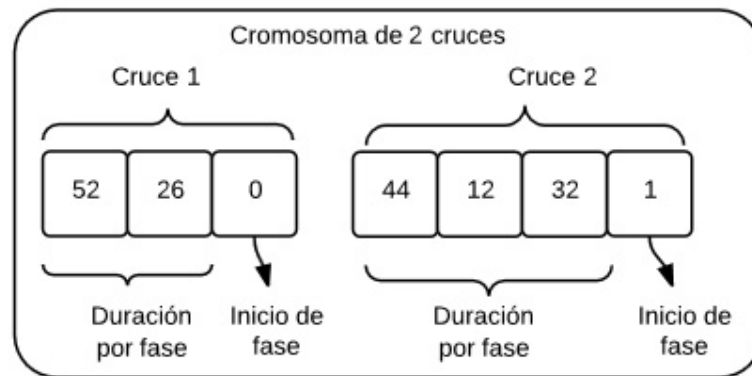 Cromosoma de 2 cruces
Cruce 1
Cruce 2
52 26 0
44 12 32 1
Duración
por fase
Inicio de
fase
Duración
por fase
Inicio de
fase